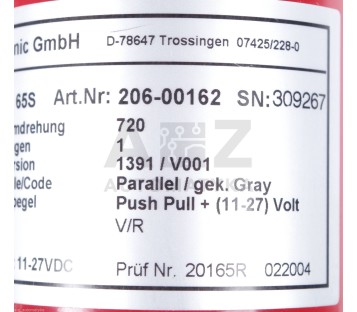 nic GmbH D-78647 Trossingen 07425/228-0
65S Art.Nr: 206-00162 SN:309267
mdrehung 720
gen 1
rsion 1391 / V001
le/Code Parallel / gek. Gray
pegel Push Pull + (11-27) Volt
V/R
11-27VDC Prüf Nr. 20165R 022004